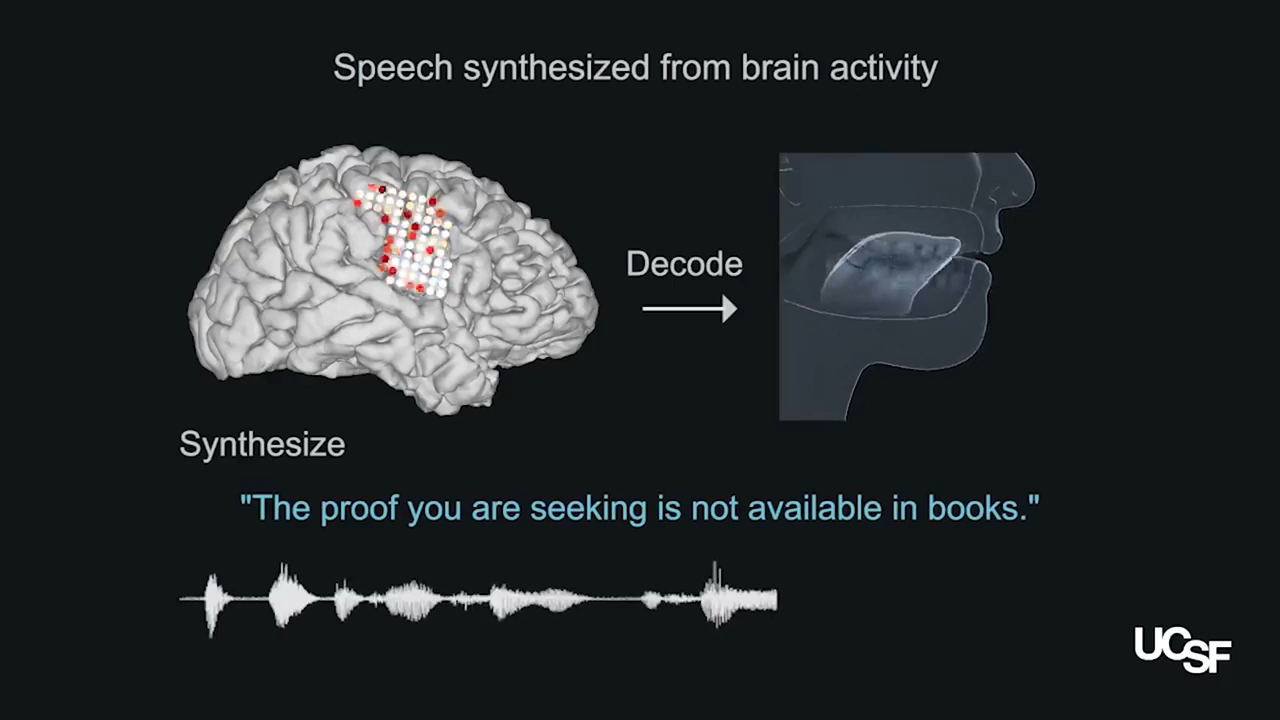 Speech synthesized from brain activity
Decode
Synthesize
"The proof you are seeking is not available in books."
UCSF